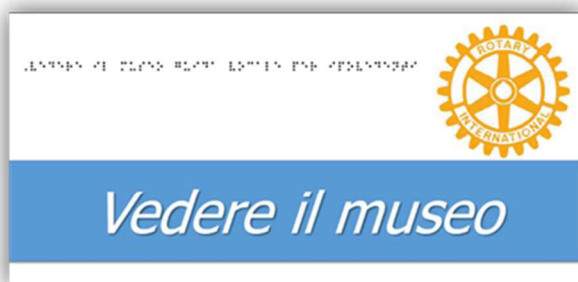 ⠠⠧⠑⠙⠑⠗⠑ ⠊⠇ ⠍⠥⠎⠑⠕ ⠛⠥⠊⠙⠁ ⠧⠕⠉⠁⠇⠑ ⠏⠑⠗ ⠊⠏⠕⠧⠑⠙⠑⠝⠞⠊
ROTARY
INTERNATIONAL
Vedere il museo